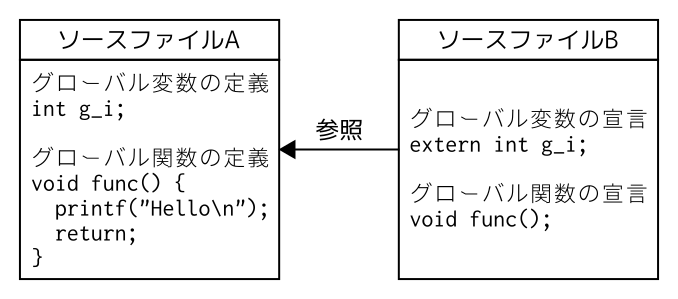 ソースファイルA
グローバル変数の定義
int g_i;
グローバル関数の定義
void func() {
  printf("Hello\n");
  return;
}
参照
ソースファイルB
グローバル変数の宣言
extern int g_i;
グローバル関数の宣言
void func();